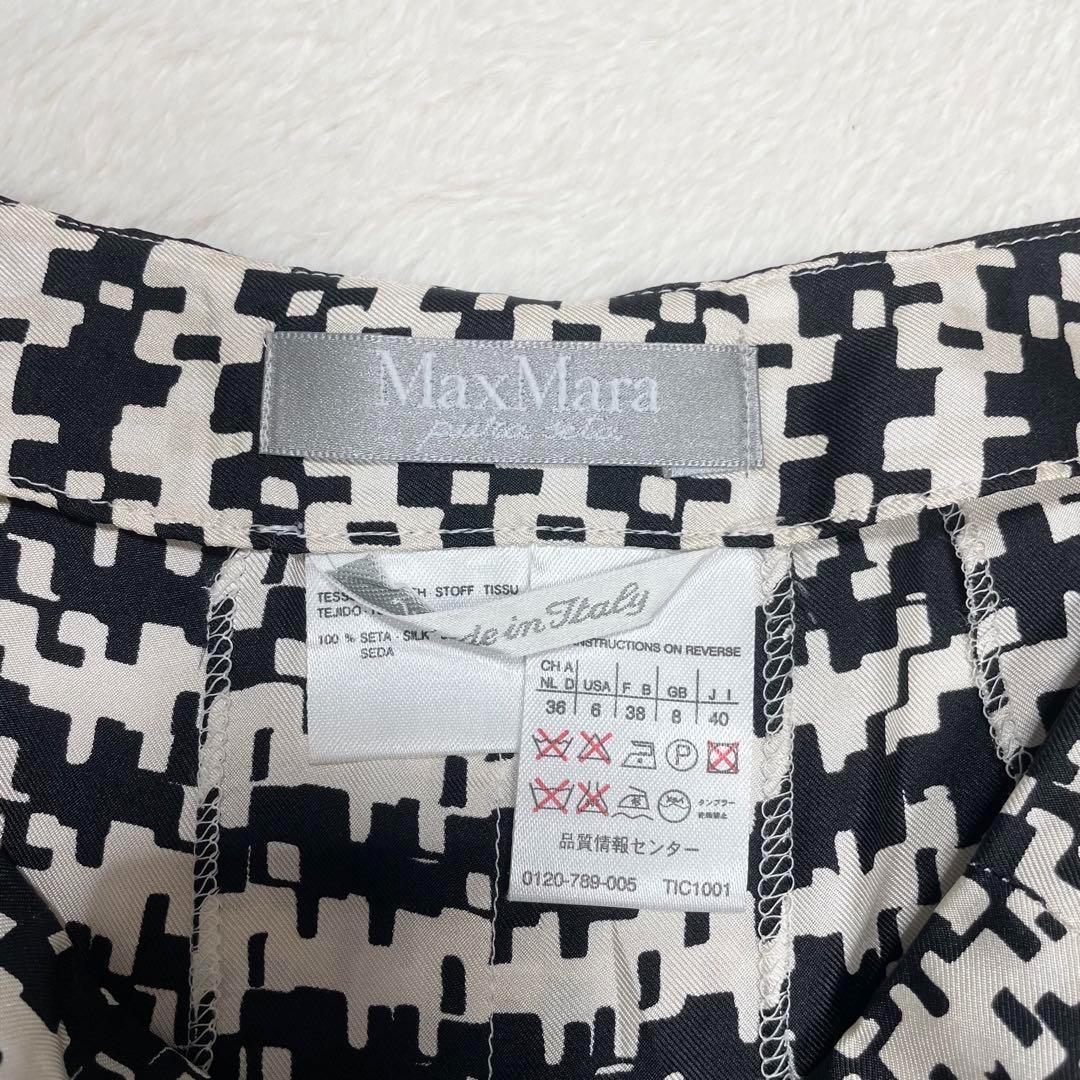 MaxMara
pura seta
STOFF TISSU
TEJIDO
100 % SETA - SILK
SEDA
de in Italy
INSTRUCTIONS ON REVERSE
CH A
NL D USA F B GB J I
36 6 38 8 40
P
タンブラー
乾燥禁止
品質情報センター
0120-789-005 TIC1001